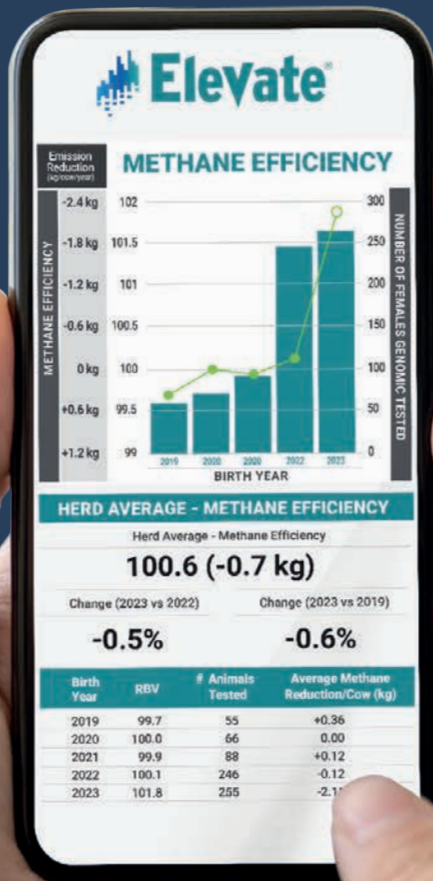 Elevate®
Emission
Reduction
(kg/cow/year)
METHANE EFFICIENCY
METHANE EFFICIENCY
-2.4 kg
-1.8 kg
-1.2 kg
-0.6 kg
0 kg
+0.6 kg
+1.2 kg
102
101.5
101
100.5
100
99.5
99
300
250
200
150
100
50
0
NUMBER OF FEMALES GENOMIC TESTED
2019 2020 2020 2022 2023
BIRTH YEAR
HERD AVERAGE - METHANE EFFICIENCY
Herd Average - Methane Efficiency
100.6 (-0.7 kg)
Change (2023 vs 2022) Change (2023 vs 2019)
-0.5% -0.6%
Birth Year RBV # Animals Tested Average Methane Reduction/Cow (kg)
2019 99.7 55 +0.36
2020 100.0 66 0.00
2021 99.9 88 +0.12
2022 100.1 246 -0.12
2023 101.8 255